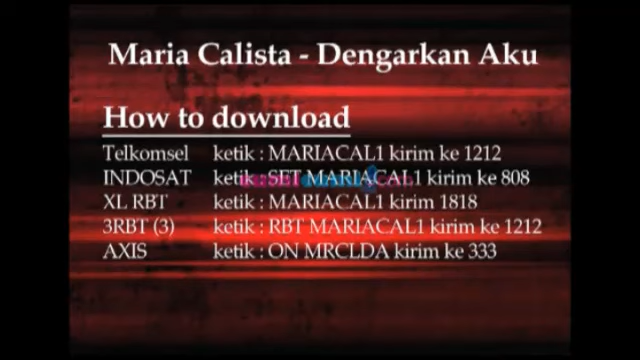 Maria Calista - Dengarkan Aku
How to download
Telkomsel ketik : MARIACAL1 kirim ke 1212
INDOSAT ketik : SET MARIACAL1 kirim ke 808
XL RBT ketik : MARIACAL1 kirim 1818
3RBT (3) ketik : RBT MARIACAL1 kirim ke 1212
AXIS ketik : ON MRCLDA kirim ke 333